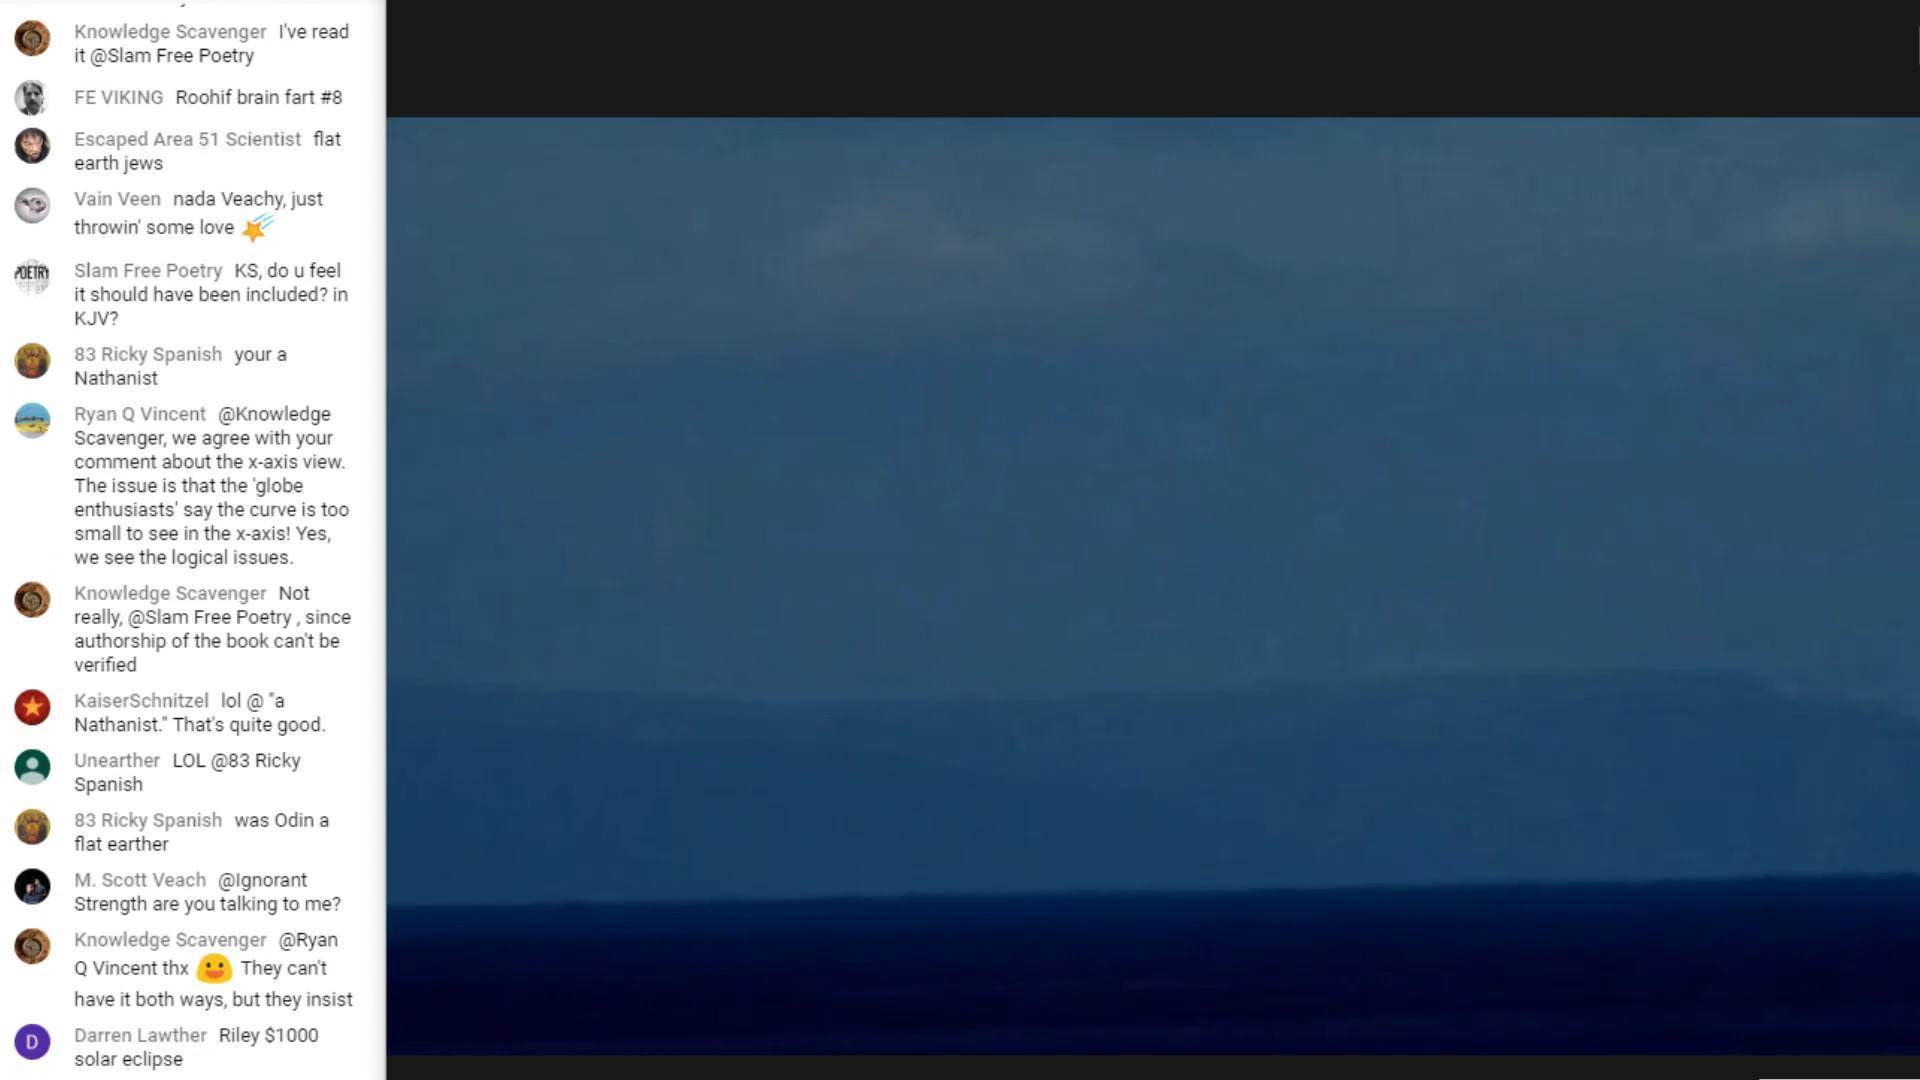 Knowledge Scavenger I've read
it @Slam Free Poetry
FE VIKING Roohif brain fart #8
Escaped Area 51 Scientist flat
earth jews
Vain Veen nada Veachy, just
throwin' some love
POETRY
Slam Free Poetry KS, do u feel
it should have been included? in
KJV?
83 Ricky Spanish your a
Nathanist
Ryan Q Vincent @Knowledge
Scavenger, we agree with your
comment about the x-axis view.
The issue is that the 'globe
enthusiasts' say the curve is too
small to see in the x-axis! Yes,
we see the logical issues.
Knowledge Scavenger Not
really, @Slam Free Poetry , since
authorship of the book can't be
verified
KaiserSchnitzel lol @ "a
Nathanist." That's quite good.
Unearther LOL @83 Ricky
Spanish
83 Ricky Spanish was Odin a
flat earther
M. Scott Veach @Ignorant
Strength are you talking to me?
Knowledge Scavenger @Ryan
Q Vincent thx They can't
have it both ways, but they insist
D
Darren Lawther Riley $1000
solar eclipse